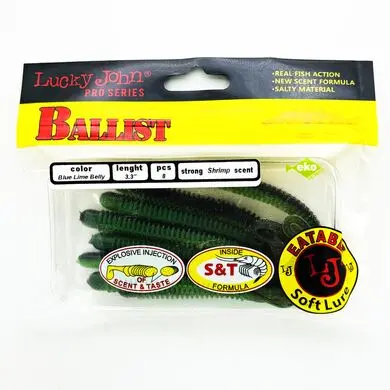 Lucky John®
PRO SERIES
•REAL FISH ACTION
•NEW SCENT FORMULA
•SALTY MATERIAL
BALLIST
color
Blue Lime Belly
lenght
3.3"
pcs
8
strong Shrimp scent
eko
EXPLOSIVE INJECTION
OF
SCENT & TASTE
INSIDE
S&T
FORMULA
LJ
LJ
Soft Lure